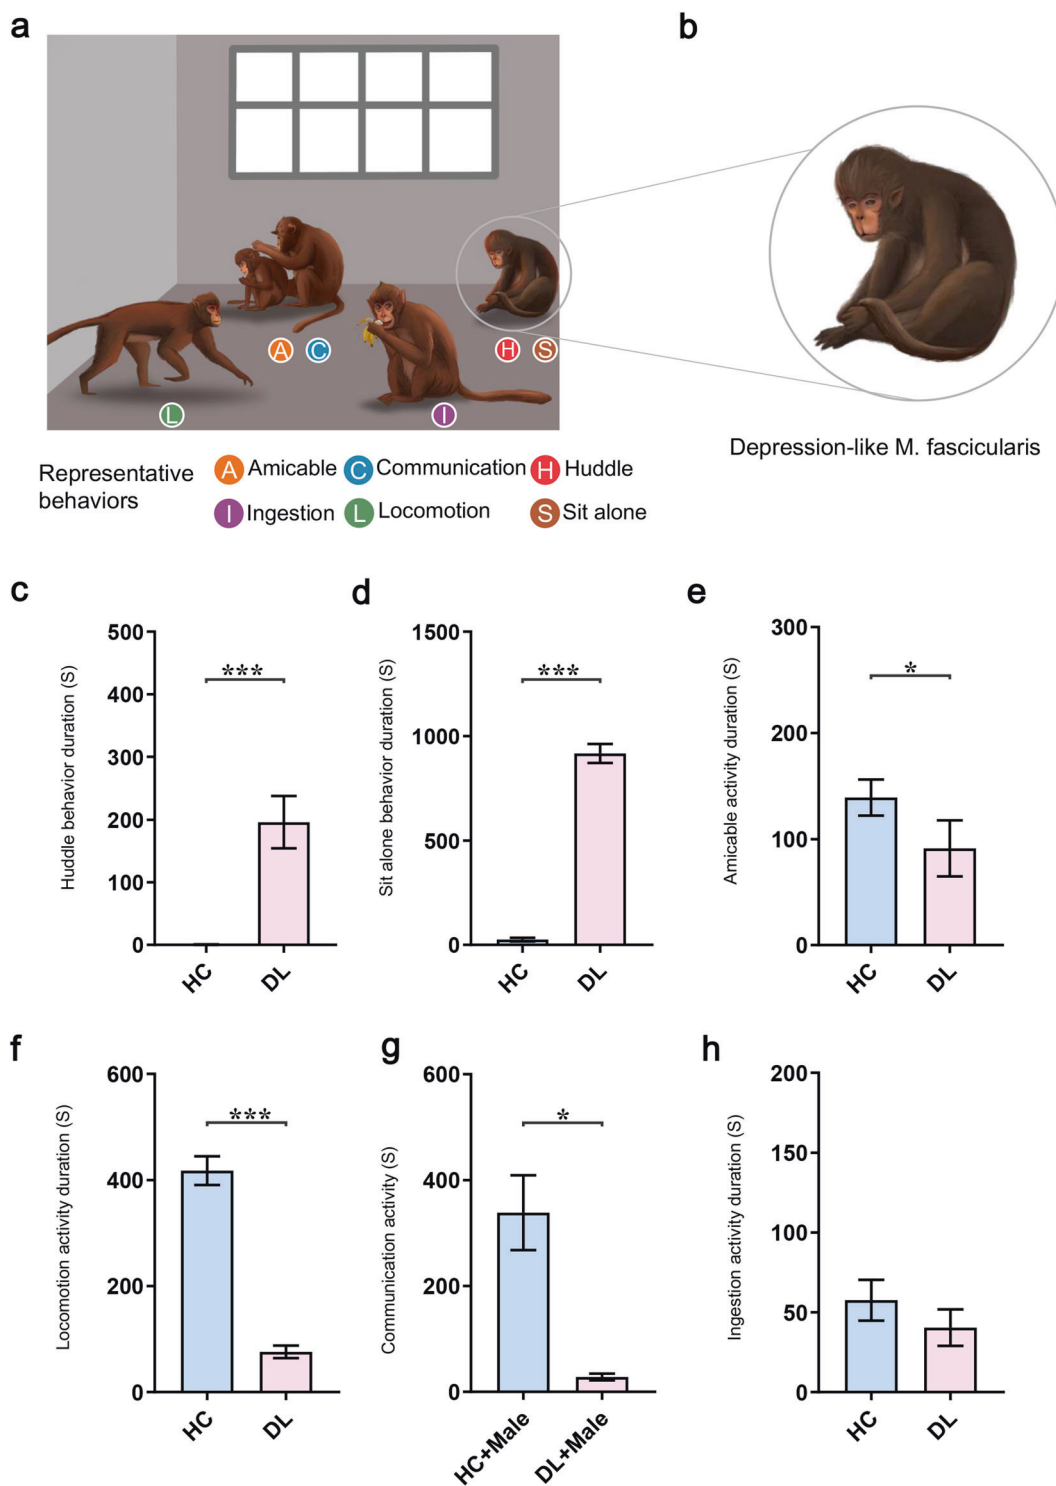 a
b
A
C
H
S
L
I
Depression-like M. fascicularis
Representative
behaviors
A Amicable
C Communication
H Huddle
I Ingestion
L Locomotion
S Sit alone
c
Huddle behavior duration (S)
500
400
300
200
100
0
***
HC
DL
d
Sit alone behavior duration (S)
1500
1000
500
0
***
HC
DL
e
Amicable activity duration (S)
300
200
100
0
*
HC
DL
f
Locomotion activity duration (S)
600
400
200
0
***
HC
DL
g
Communication activity (S)
600
400
200
0
*
HC+Male
DL+Male
h
Ingestion activity duration (S)
200
150
100
50
0
HC
DL